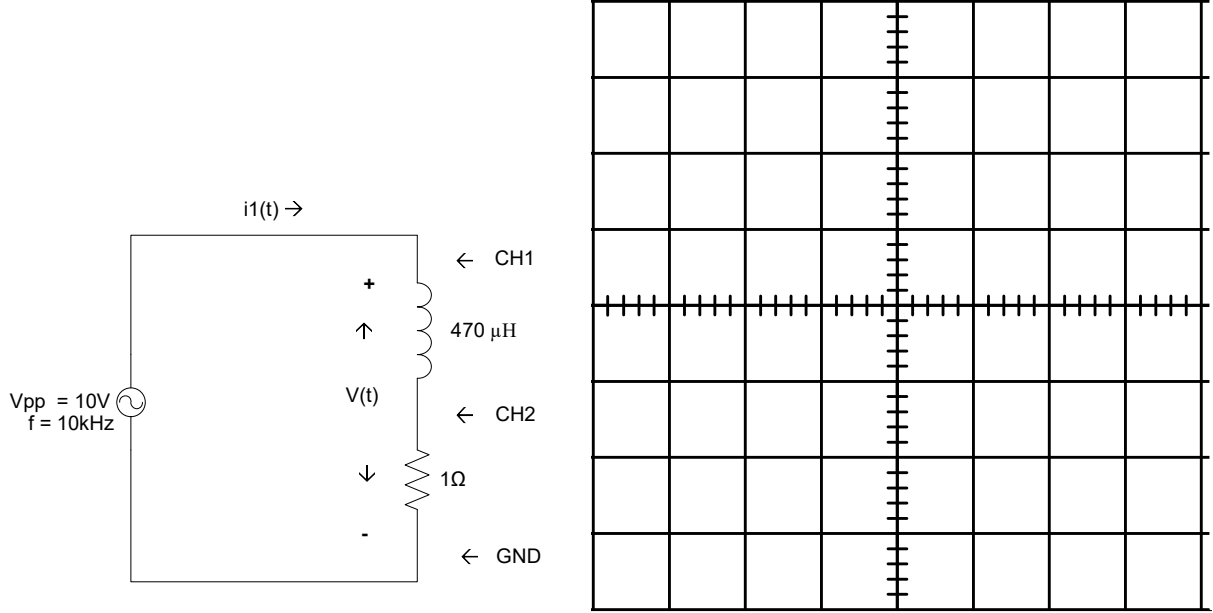 i1(t) →
← CH1
+
↑
470 μH
V(t)
Vpp = 10V
f = 10kHz
← CH2
↓
1Ω
-
← GND